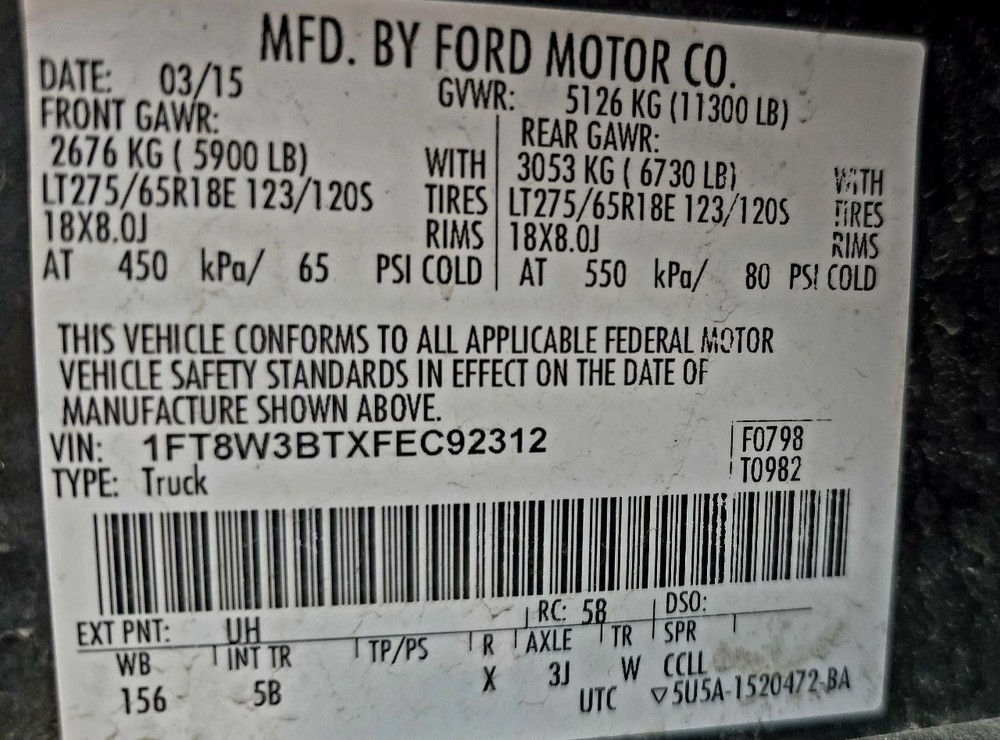 MFD. BY FORD MOTOR CO.
DATE: 03/15 GVWR: 5126 KG (11300 LB)
FRONT GAWR: REAR GAWR:
2676 KG ( 5900 LB) WITH 3053 KG ( 6730 LB) WITH
LT275/65R18E 123/120S TIRES LT275/65R18E 123/120S TIRES
18X8.0J RIMS 18X8.0J RIMS
AT 450 kPa/ 65 PSI COLD AT 550 kPa/ 80 PSI COLD
THIS VEHICLE CONFORMS TO ALL APPLICABLE FEDERAL MOTOR
VEHICLE SAFETY STANDARDS IN EFFECT ON THE DATE OF
MANUFACTURE SHOWN ABOVE.
VIN: 1FT8W3BTXFEC92312 F0798
TYPE: Truck T0982
EXT PNT: UH RC: 58 DSO:
WB INT TR TP/PS R AXLE TR SPR
156 5B X 3J W CCLL
UTC ▽5U5A-1520472-BA